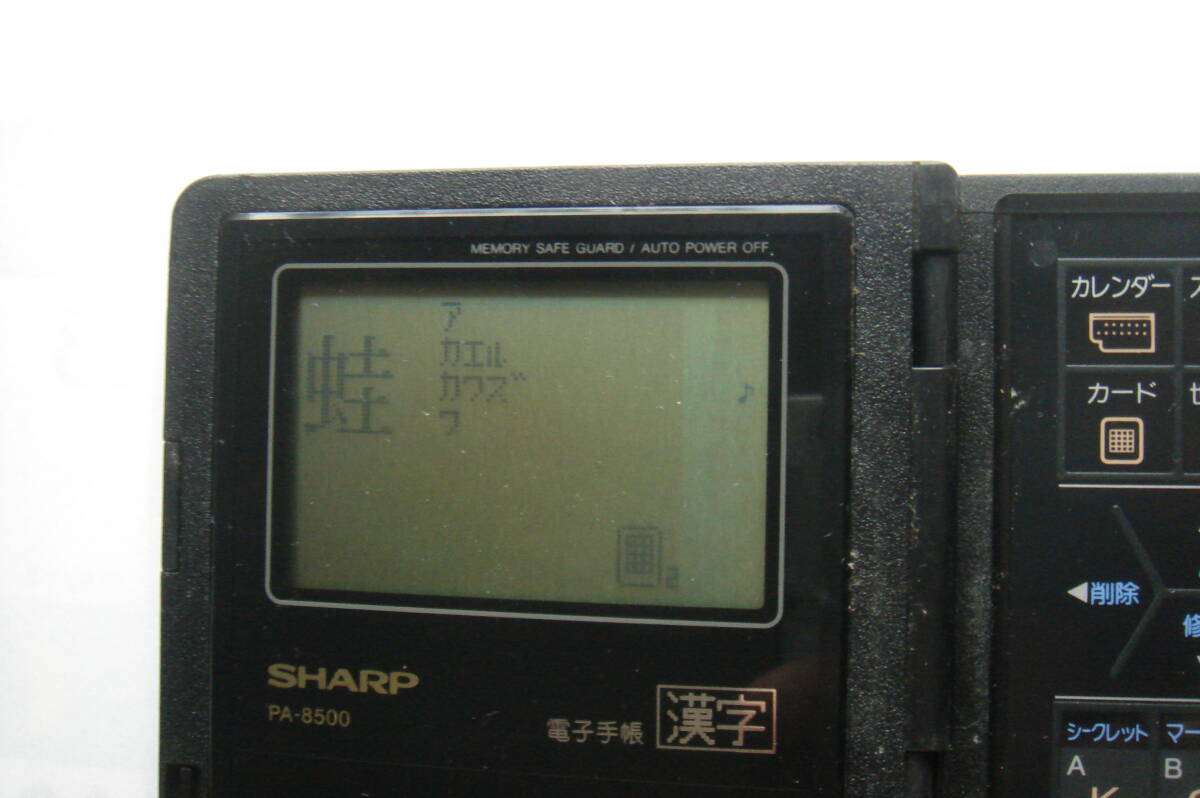 MEMORY SAFE GUARD / AUTO POWER OFF
蛙
ア
カエル
カワズ
ワ
♪
2
SHARP
PA-8500
電子手帳 漢字
カレンダー
カード
◀削除
シークレット
A
B